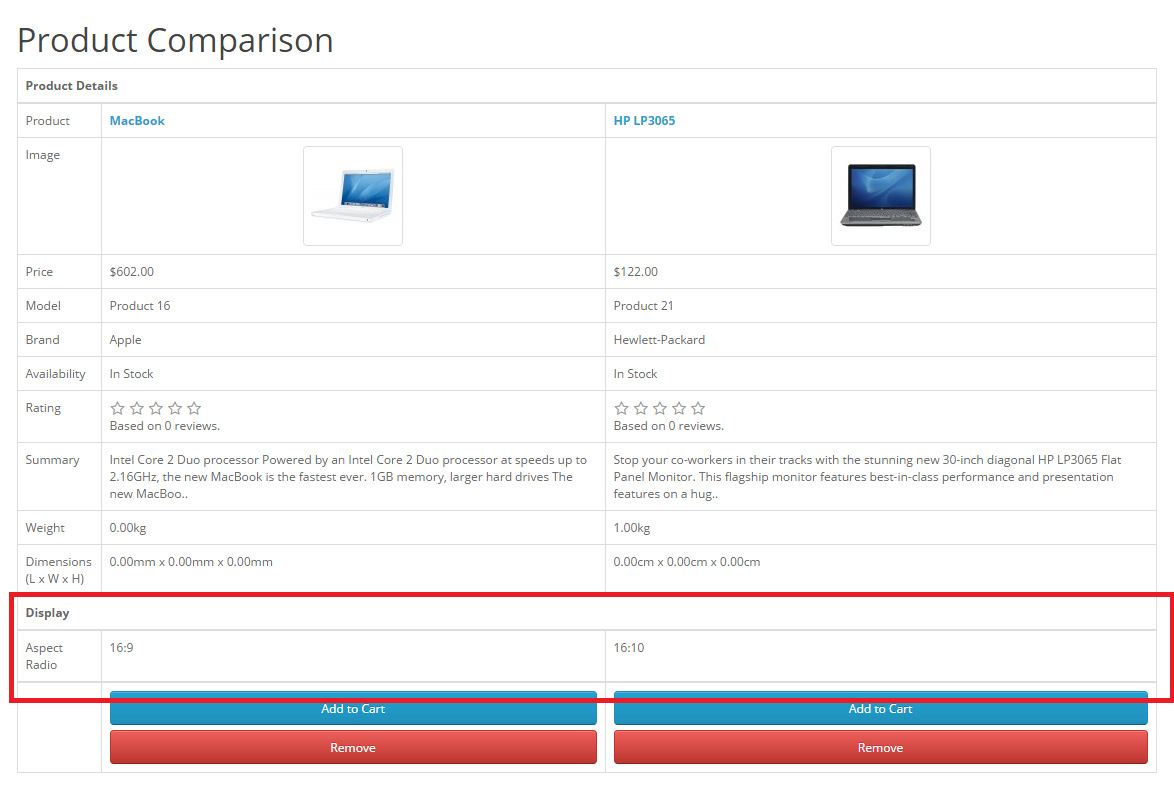 Product Comparison
Product Details
Product MacBook HP LP3065
Image
Price $602.00 $122.00
Model Product 16 Product 21
Brand Apple Hewlett-Packard
Availability In Stock In Stock
Rating
Based on 0 reviews. Based on 0 reviews.
Summary Intel Core 2 Duo processor Powered by an Intel Core 2 Duo processor at speeds up to Stop your co-workers in their tracks with the stunning new 30-inch diagonal HP LP3065 Flat
2.16GHz, the new MacBook is the fastest ever. 1GB memory, larger hard drives The Panel Monitor. This flagship monitor features best-in-class performance and presentation
new MacBoo.. features on a hug..
Weight 0.00kg 1.00kg
Dimensions 0.00mm x 0.00mm x 0.00mm 0.00cm x 0.00cm x 0.00cm
(L x W x H)
Display
Aspect 16:9 16:10
Radio
Add to Cart Add to Cart
Remove Remove